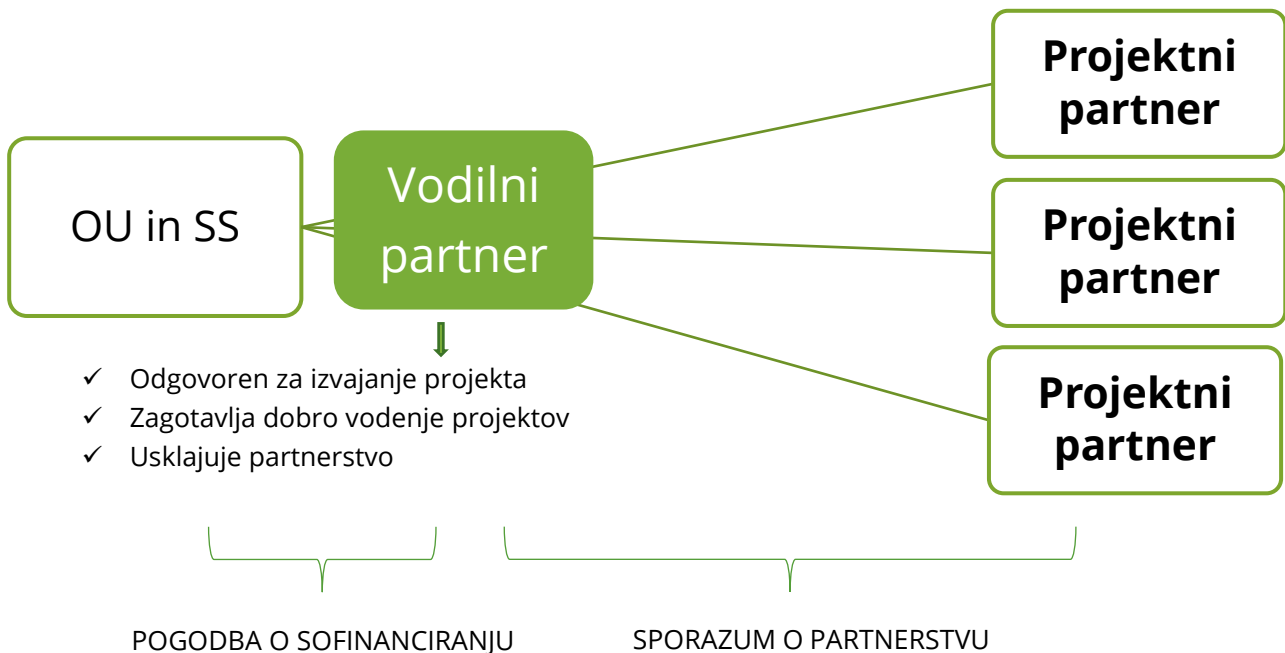 OU in SS
Vodilni
partner
Projektni
partner
Projektni
partner
Projektni
partner
✓ Odgovoren za izvajanje projekta
✓ Zagotavlja dobro vodenje projektov
✓ Usklajuje partnerstvo
POGODBA O SOFINANCIRANJU
SPORAZUM O PARTNERSTVU